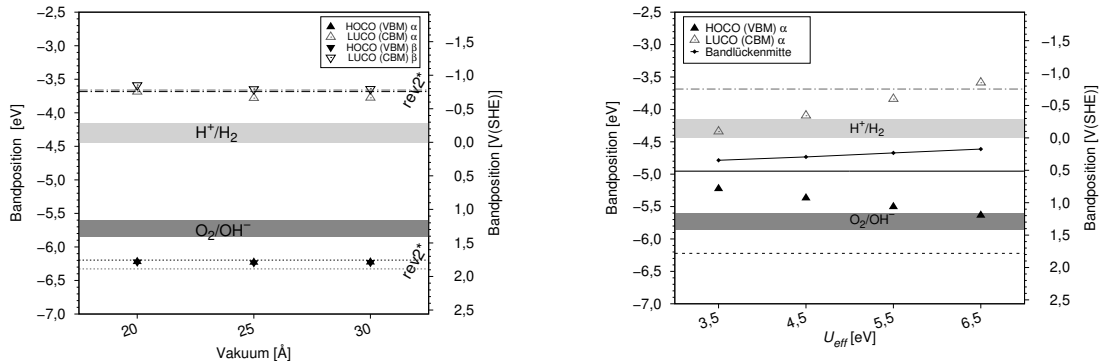 Bandposition [eV]
−2,5
−3,0
−3,5
−4,0
−4,5
−5,0
−5,5
−6,0
−6,5
−7,0
HOCO (VBM) α
LUCO (CBM) α
HOCO (VBM) β
LUCO (CBM) β
rev2*
H⁺/H₂
O₂/OH⁻
rev2*
−1,5
−1,0
−0,5
0,0
0,5
1,0
1,5
2,0
2,5
Bandposition [V(SHE)]
20
25
30
Vakuum [Å]
Bandposition [eV]
−2,5
−3,0
−3,5
−4,0
−4,5
−5,0
−5,5
−6,0
−6,5
−7,0
HOCO (VBM) α
LUCO (CBM) α
Bandlückenmitte
H⁺/H₂
O₂/OH⁻
−1,5
−1,0
−0,5
0,0
0,5
1,0
1,5
2,0
2,5
Bandposition [V(SHE)]
3,5
4,5
5,5
6,5
U_eff [eV]